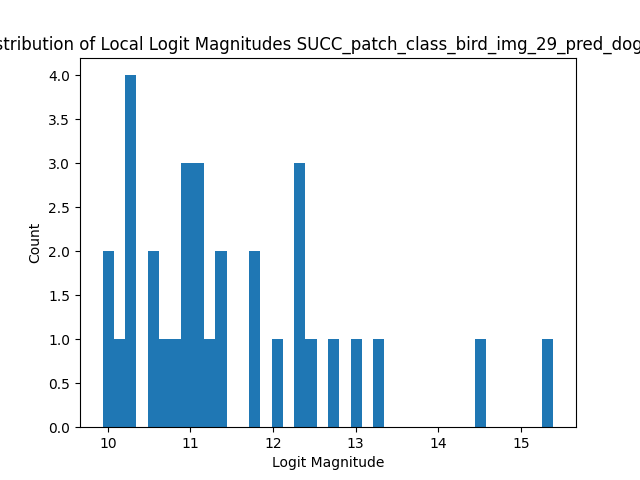 stribution of Local Logit Magnitudes SUCC_patch_class_bird_img_29_pred_dog
4.0
3.5
3.0
2.5
2.0
1.5
1.0
0.5
0.0
Count
10 11 12 13 14 15
Logit Magnitude